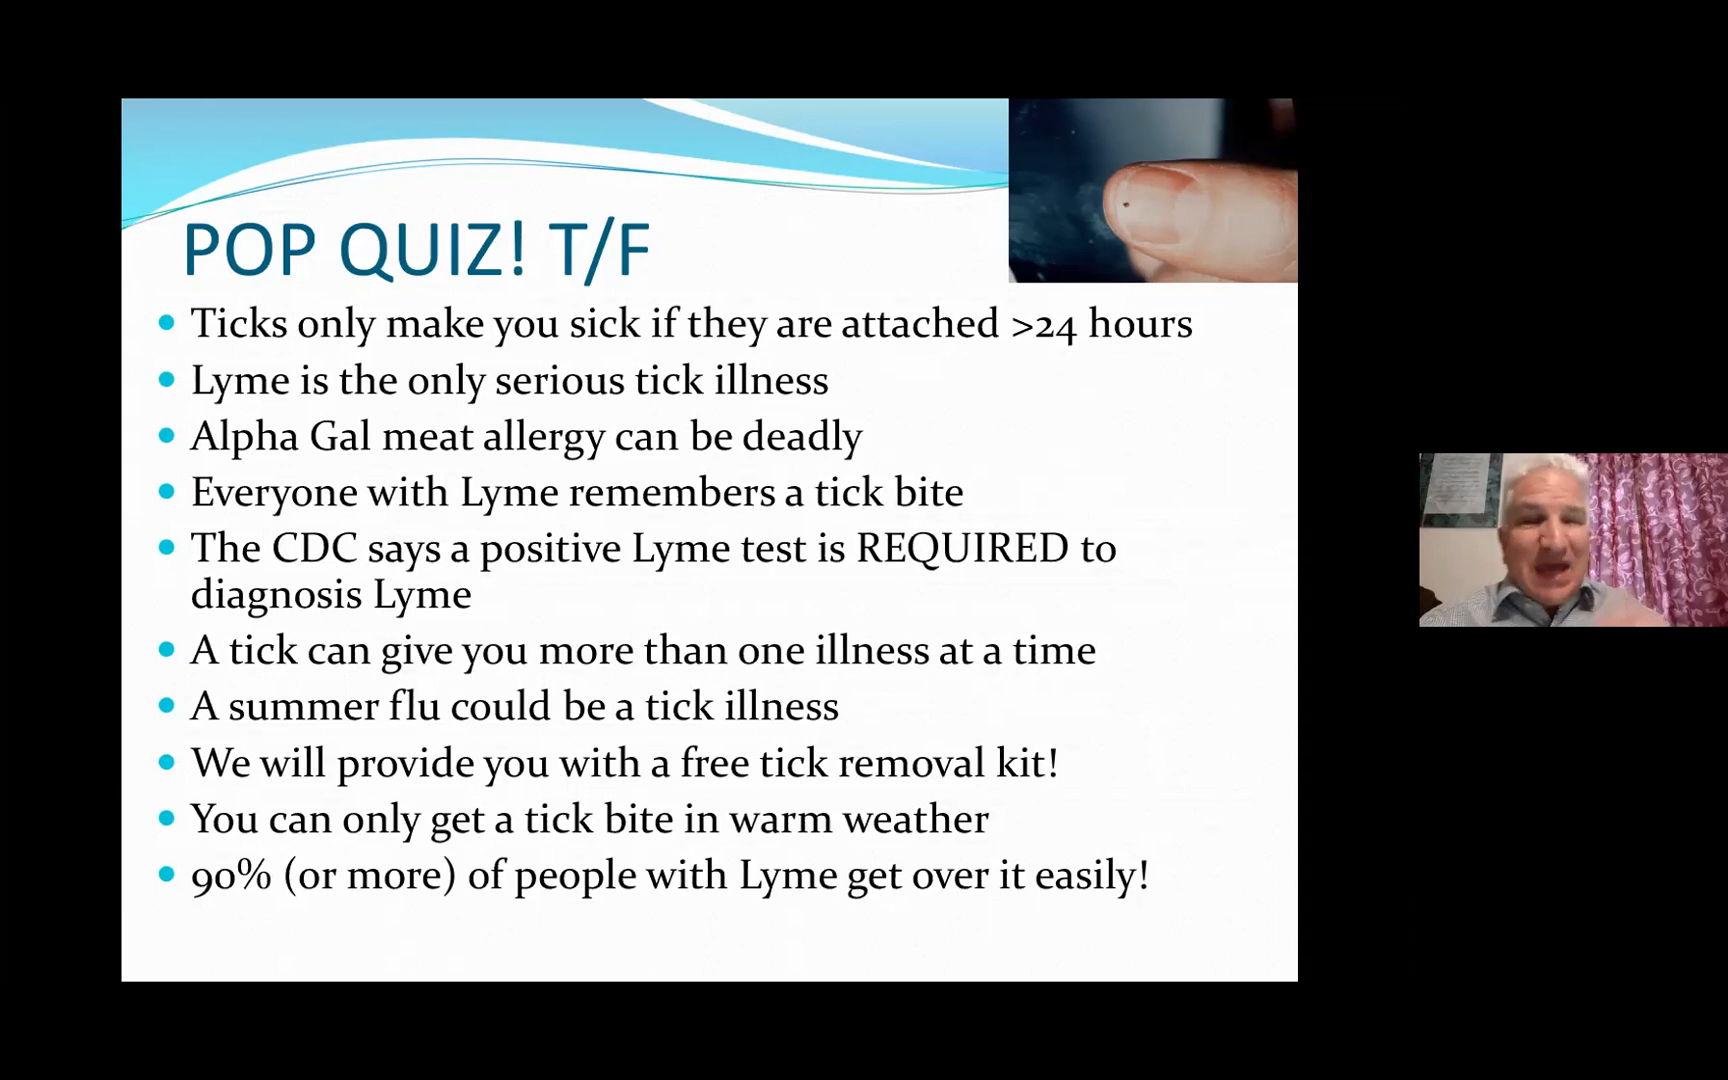 POP QUIZ! T/F
Ticks only make you sick if they are attached >24 hours
Lyme is the only serious tick illness
Alpha Gal meat allergy can be deadly
Everyone with Lyme remembers a tick bite
The CDC says a positive Lyme test is REQUIRED to
diagnosis Lyme
A tick can give you more than one illness at a time
A summer flu could be a tick illness
We will provide you with a free tick removal kit!
You can only get a tick bite in warm weather
90% (or more) of people with Lyme get over it easily!